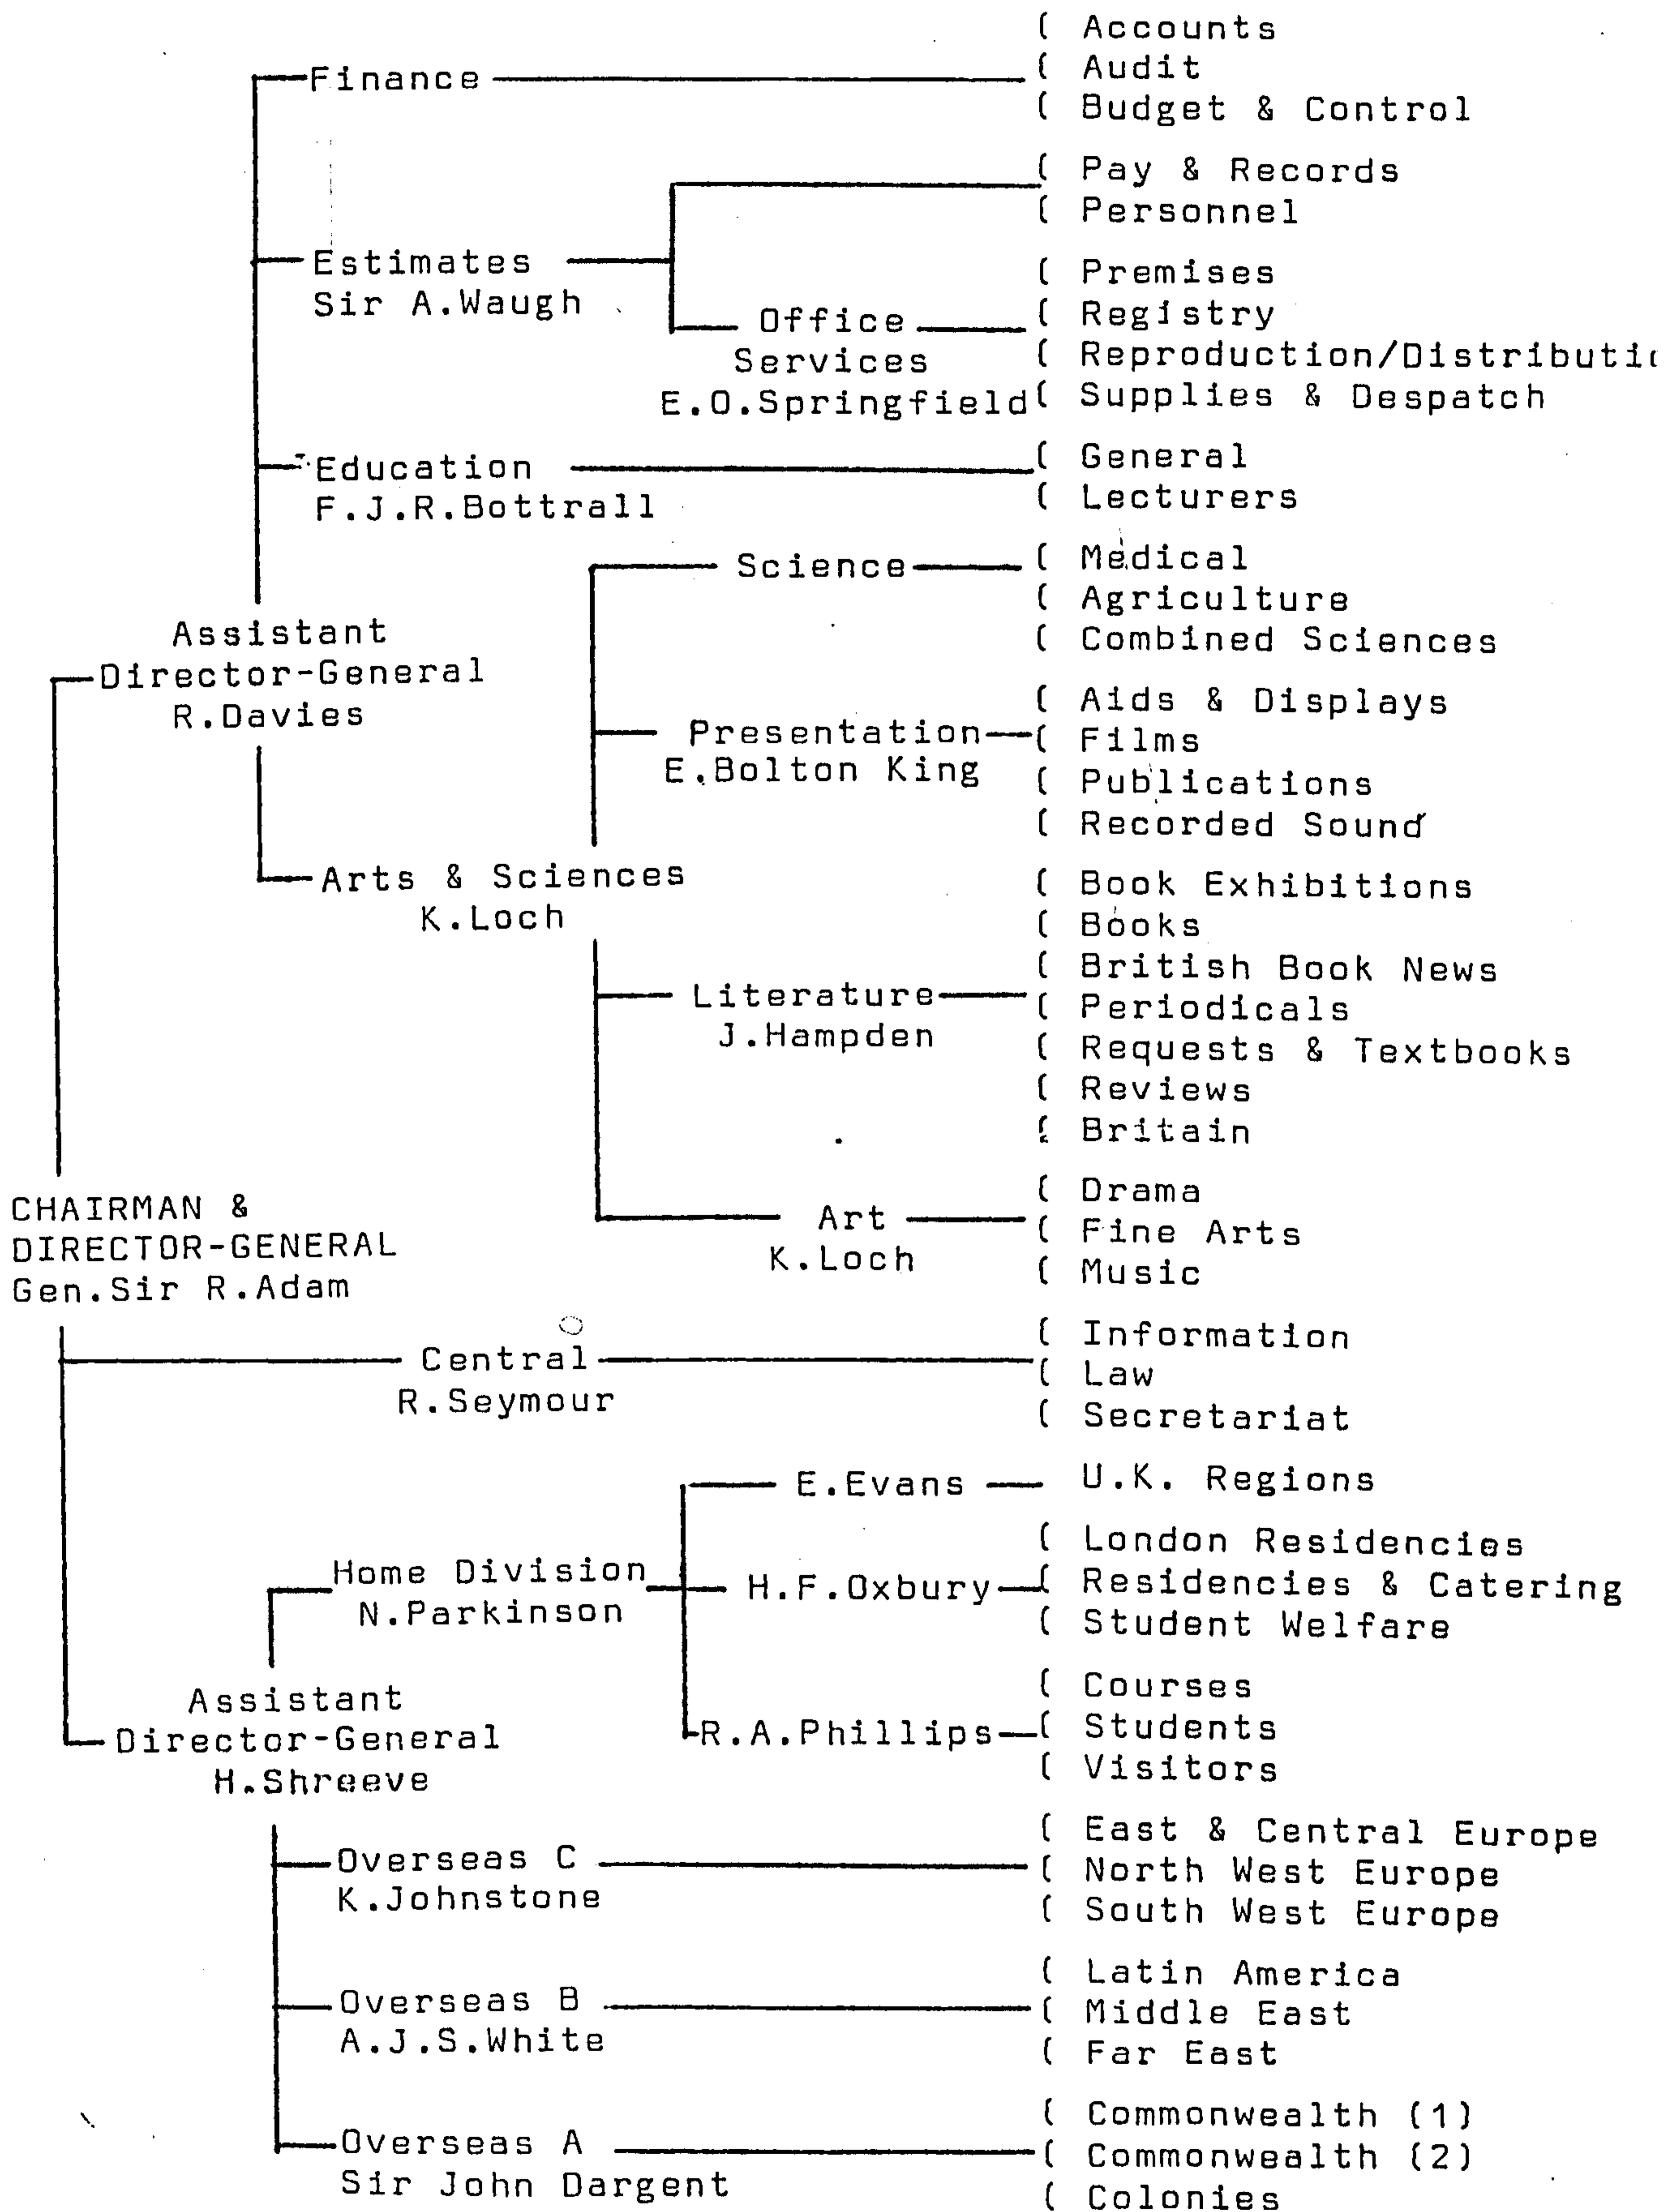 ( Accounts
Finance ( Audit
( Budget & Control
( Pay & Records
( Personnel
Estimates ( Premises
Sir A.Waugh
Office ( Registry
Services ( Reproduction/Distributi
E.O.Springfield ( Supplies & Despatch
( General
Education
F.J.R.Bottrall ( Lecturers
Science ( Medical
( Agriculture
Assistant ( Combined Sciences
Director-General
R.Davies ( Aids & Displays
Presentation ( Films
E.Bolton King ( Publications
( Recorded Sound
Arts & Sciences ( Book Exhibitions
K.Loch ( Books
( British Book News
Literature ( Periodicals
J.Hampden ( Requests & Textbooks
( Reviews
( Britain
( Drama
CHAIRMAN &
DIRECTOR-GENERAL
Gen.Sir R.Adam
Art ( Fine Arts
K.Loch ( Music
( Information
Central ( Law
R.Seymour ( Secretariat
E.Evans U.K. Regions
( London Residencies
Home Division
N.Parkinson
H.F.Oxbury ( Residencies & Catering
( Student Welfare
( Courses
Assistant
Director-General
H.Shreeve
R.A.Phillips ( Students
( Visitors
( East & Central Europe
Overseas C ( North West Europe
K.Johnstone ( South West Europe
( Latin America
Overseas B ( Middle East
A.J.S.White ( Far East
( Commonwealth (1)
Overseas A ( Commonwealth (2)
Sir John Dargent ( Colonies